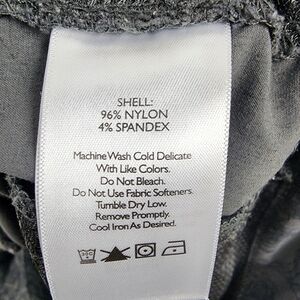 SHELL:
96% NYLON
4% SPANDEX
Machine Wash Cold Delicate
With Like Colors.
Do Not Bleach.
Do Not Use Fabric Softeners.
Tumble Dry Low.
Remove Promptly.
Cool Iron As Desired.